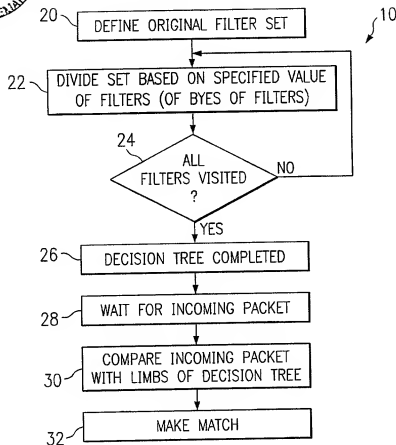 20
DEFINE ORIGINAL FILTER SET
10
22
DIVIDE SET BASED ON SPECIFIED VALUE
OF FILTERS (OF BYES OF FILTERS)
24
ALL
FILTERS VISITED
?
NO
YES
26
DECISION TREE COMPLETED
28
WAIT FOR INCOMING PACKET
30
COMPARE INCOMING PACKET
WITH LIMBS OF DECISION TREE
32
MAKE MATCH